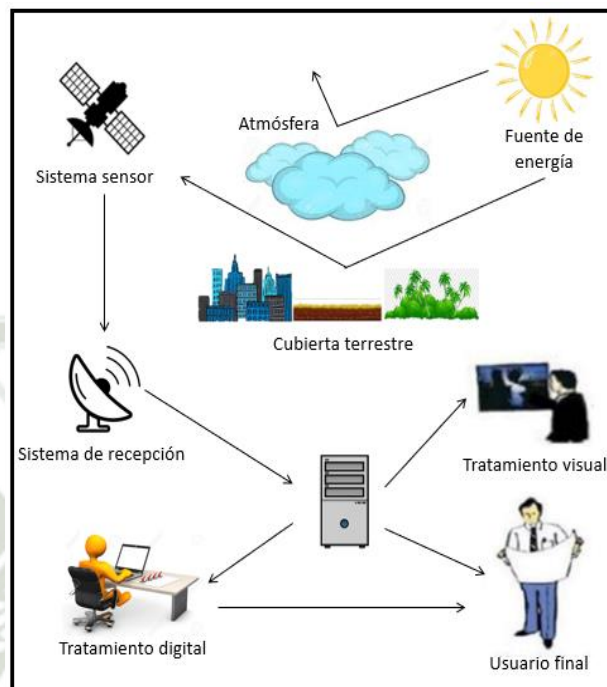 Atmósfera
Fuente de
energía
Sistema sensor
Cubierta terrestre
Sistema de recepción
Tratamiento visual
Tratamiento digital
Usuario final